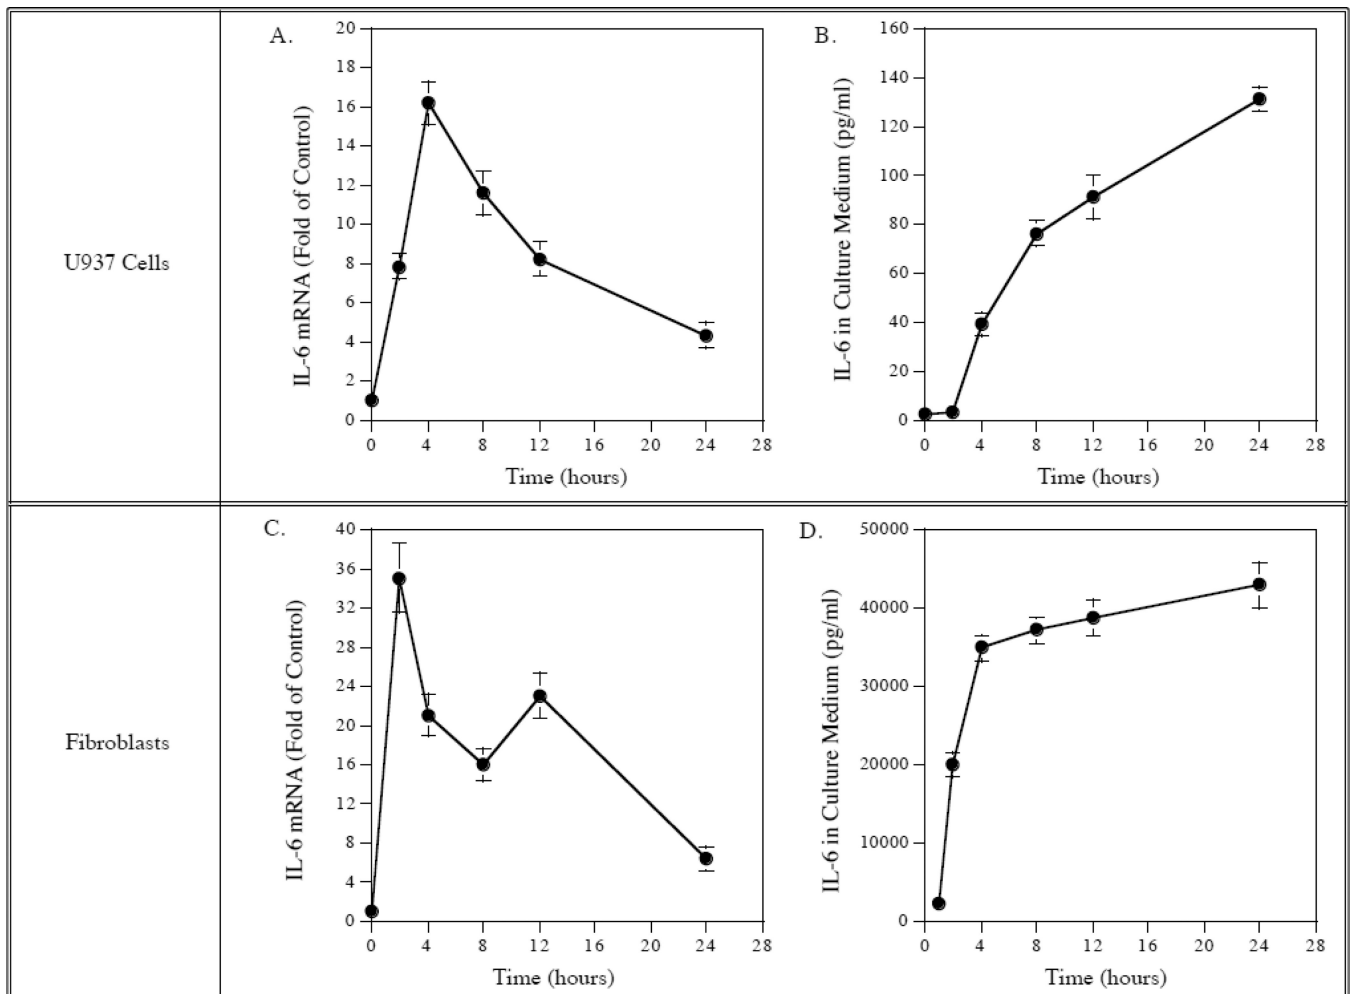 A.
IL-6 mRNA (Fold of Control)
20
18
16
14
12
10
8
6
4
2
0
0 4 8 12 16 20 24 28
Time (hours)
B.
IL-6 in Culture Medium (pg/ml)
160
140
120
100
80
60
40
20
0
0 4 8 12 16 20 24 28
Time (hours)
U937 Cells
C.
IL-6 mRNA (Fold of Control)
40
36
32
28
24
20
16
12
8
4
0
0 4 8 12 16 20 24 28
Time (hours)
D.
IL-6 in Culture Medium (pg/ml)
50000
40000
30000
20000
10000
0
0 4 8 12 16 20 24 28
Time (hours)
Fibroblasts